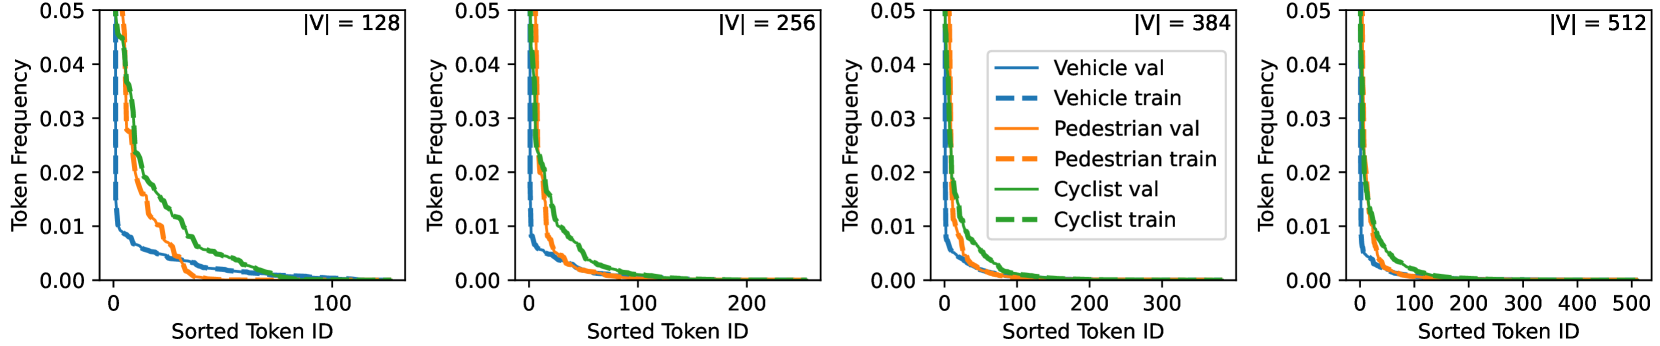 |V| = 128
0.05
0.04
0.03
0.02
0.01
0.00
Token Frequency
0
100
Sorted Token ID
|V| = 256
0.05
0.04
0.03
0.02
0.01
0.00
Token Frequency
0
100
200
Sorted Token ID
|V| = 384
0.05
0.04
0.03
0.02
0.01
0.00
Token Frequency
Vehicle val
Vehicle train
Pedestrian val
Pedestrian train
Cyclist val
Cyclist train
0
100
200
300
Sorted Token ID
|V| = 512
0.05
0.04
0.03
0.02
0.01
0.00
Token Frequency
0
100
200
300
400
500
Sorted Token ID